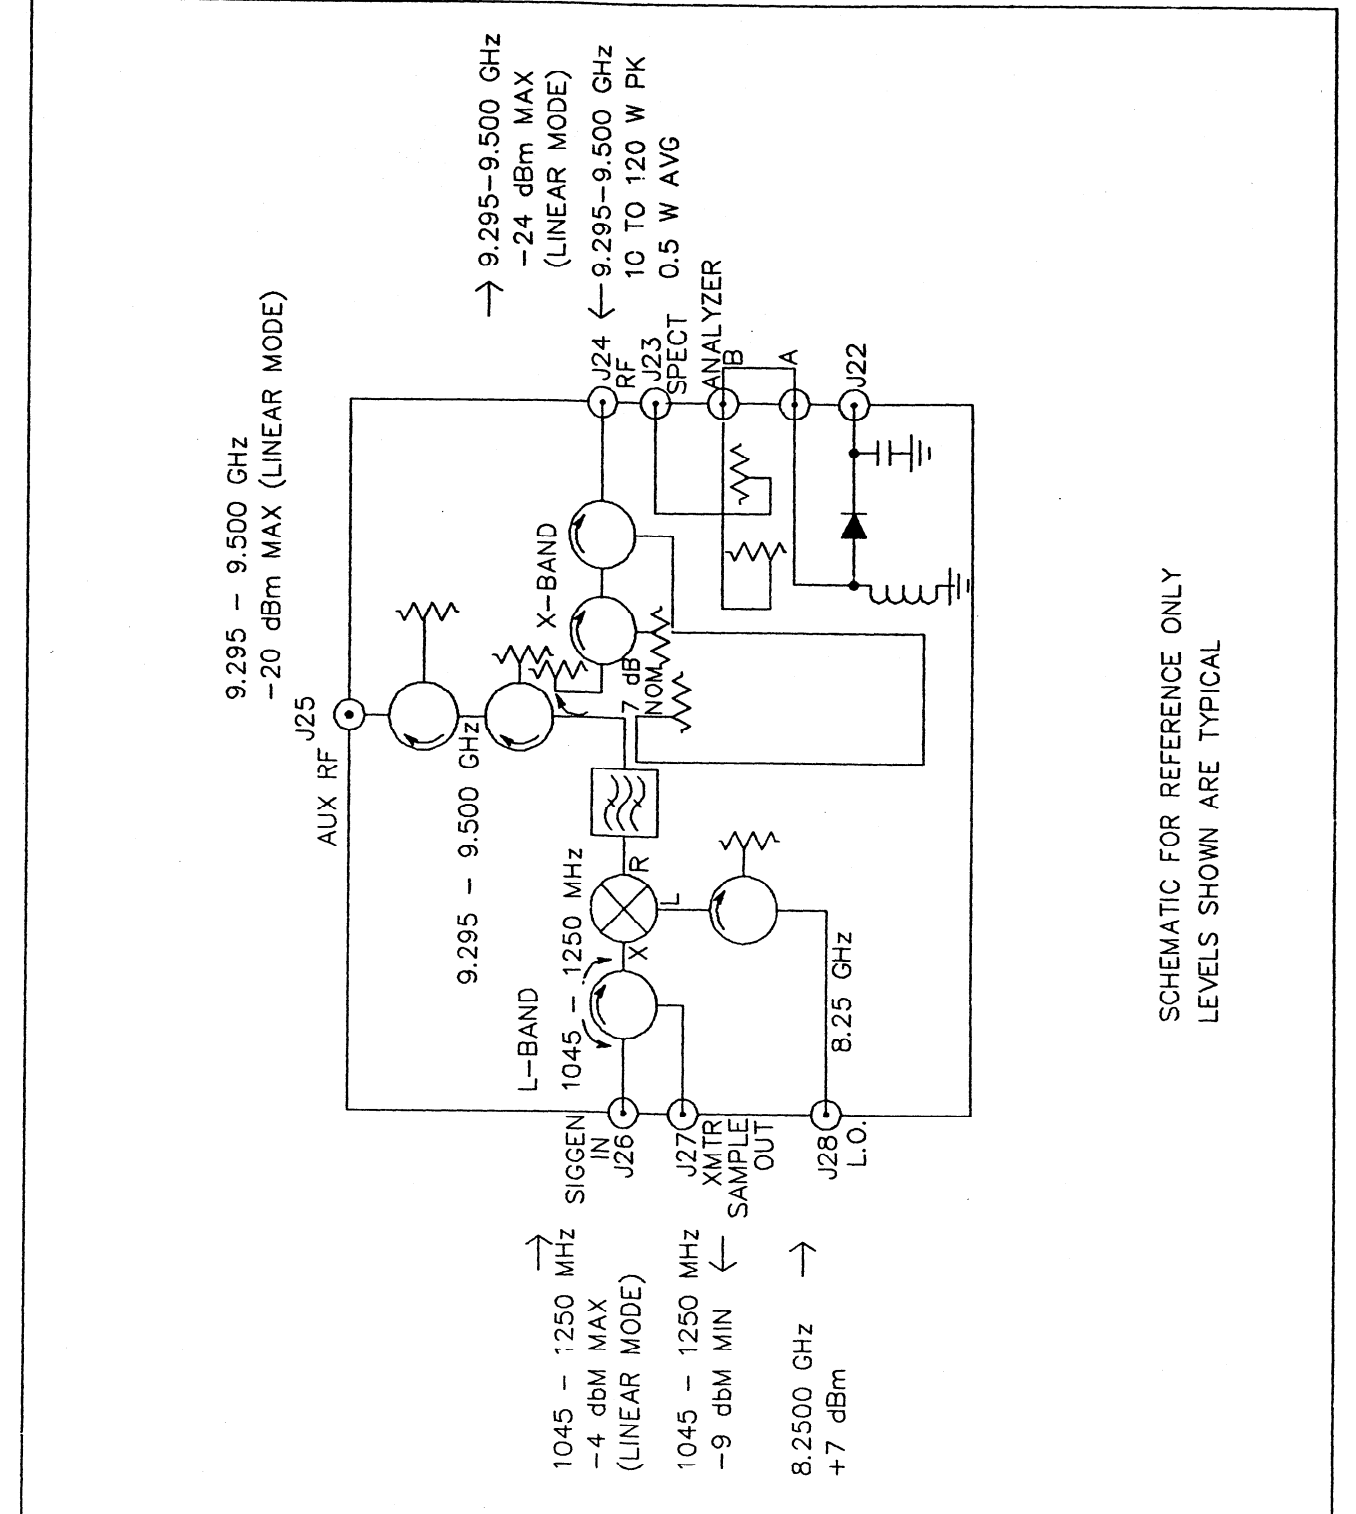 9.295 – 9.500 GHz
-20 dBm MAX (LINEAR MODE)
J25
AUX RF
9.295 – 9.500 GHz
X-BAND
L-BAND
1045 – 1250 MHz
SIGGEN
IN
J26
1045 – 1250 MHz
-4 dbM MAX
(LINEAR MODE)
J27
XMTR
SAMPLE
OUT
1045 – 1250 MHz
-9 dbM MIN
J28
L.O.
8.2500 GHz
+7 dBm
8.25 GHz
X
R
L
7 dB
NOM
J24
RF
9.295–9.500 GHz
-24 dBm MAX
(LINEAR MODE)
9.295–9.500 GHz
10 TO 120 W PK
0.5 W AVG
J23
SPECT
ANALYZER
B
A
J22
SCHEMATIC FOR REFERENCE ONLY
LEVELS SHOWN ARE TYPICAL